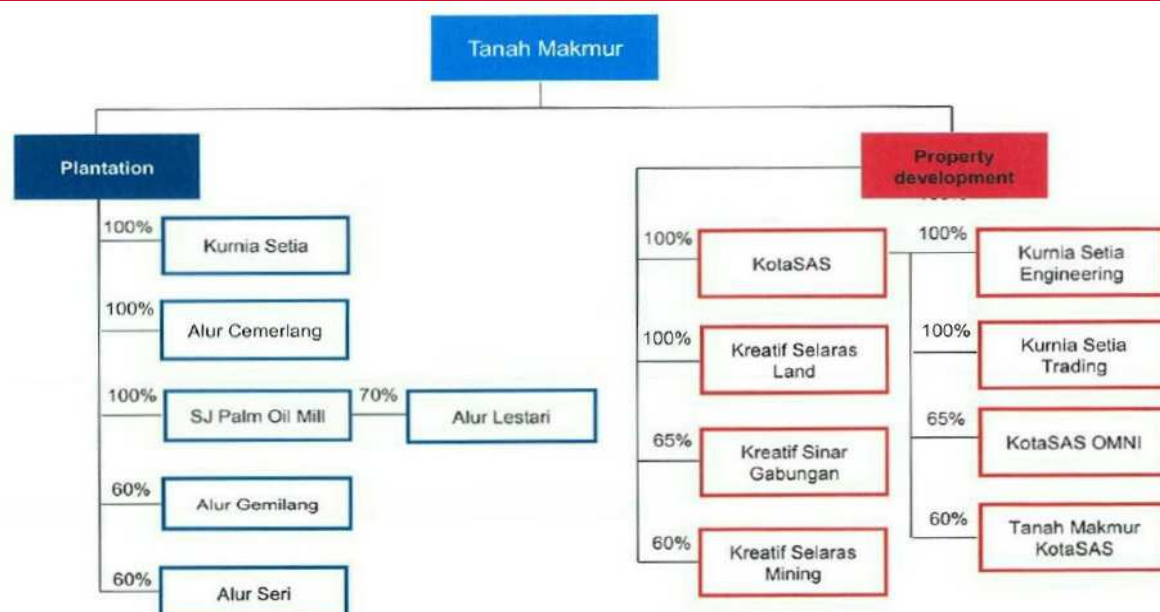 Tanah Makmur
Plantation
100%
Kurnia Setia
100%
Alur Cemerlang
100%
SJ Palm Oil Mill
70%
Alur Lestari
60%
Alur Gemilang
60%
Alur Seri
Property
development
100%
KotaSAS
100%
Kreatif Selaras
Land
65%
Kreatif Sinar
Gabungan
60%
Kreatif Selaras
Mining
100%
Kurnia Setia
Engineering
100%
Kurnia Setia
Trading
65%
KotaSAS OMNI
60%
Tanah Makmur
KotaSAS